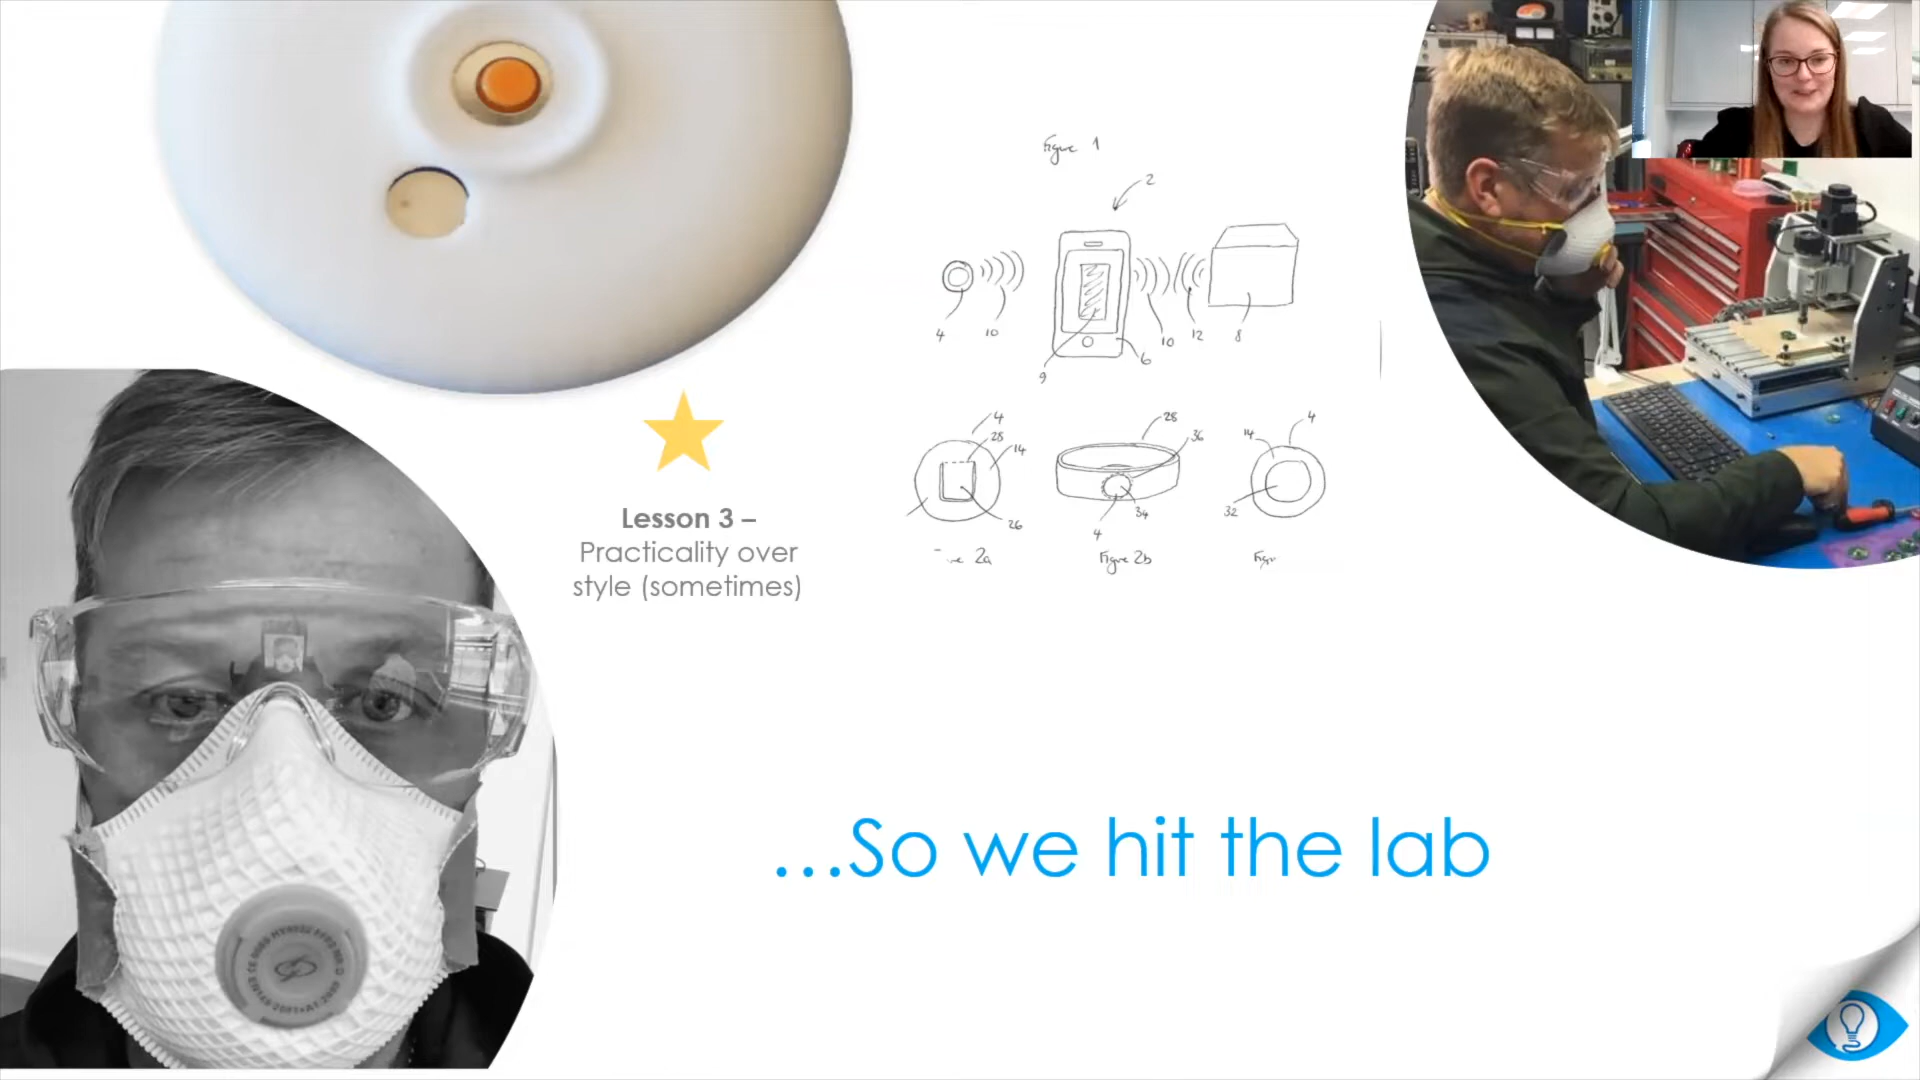 Figure 1
2
4
10
9
6
10
12
8
4
28
14
26
28
36
34
4
14
4
32
2a
Figure 2b
Lesson 3 –
Practicality over
style (sometimes)
...So we hit the lab